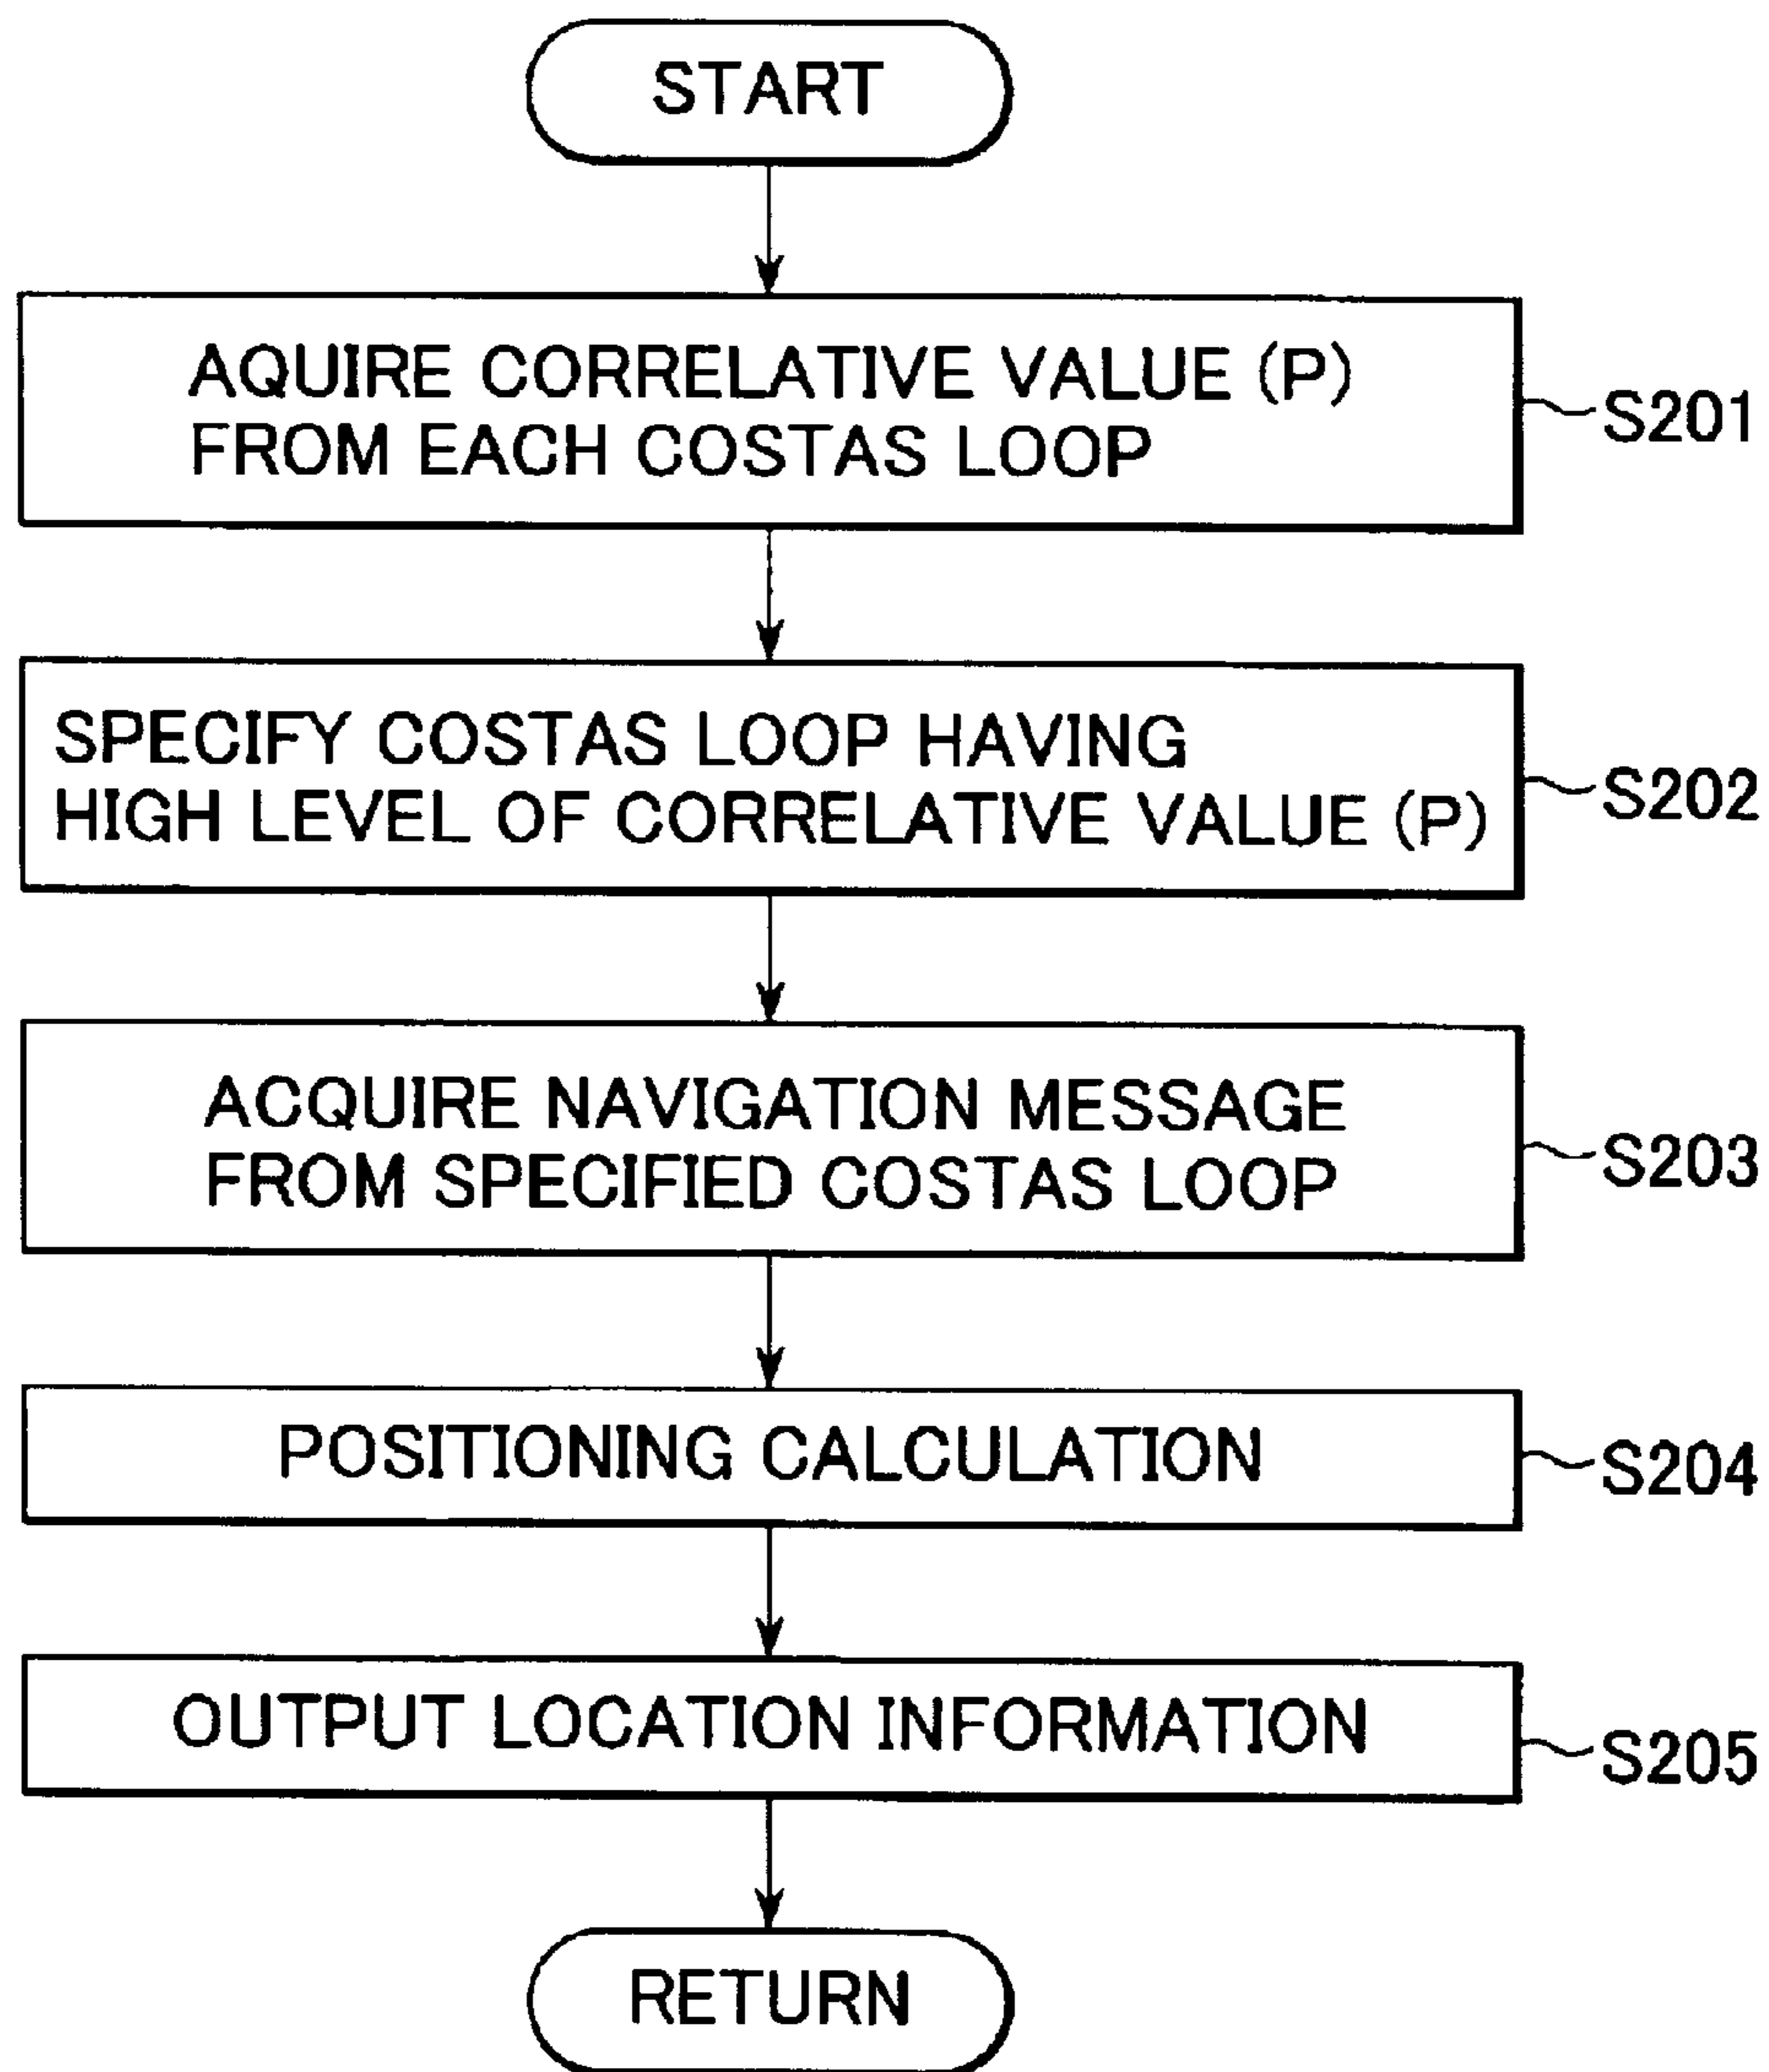 START
AQUIRE CORRELATIVE VALUE (P)
FROM EACH COSTAS LOOP
S201
SPECIFY COSTAS LOOP HAVING
HIGH LEVEL OF CORRELATIVE VALUE (P)
S202
ACQUIRE NAVIGATION MESSAGE
FROM SPECIFIED COSTAS LOOP
S203
POSITIONING CALCULATION
S204
OUTPUT LOCATION INFORMATION
S205
RETURN